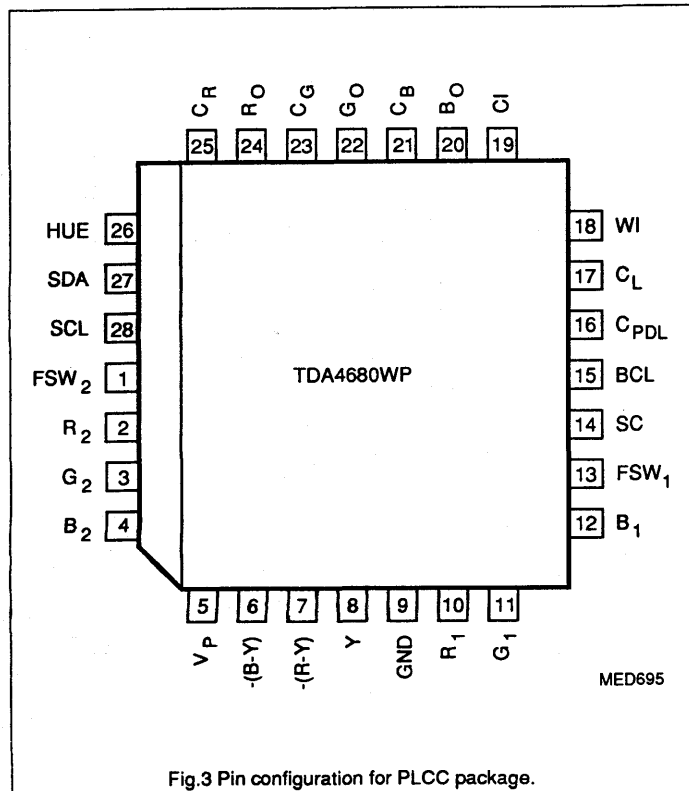 C_R R_O C_G G_O C_B B_O CI
25 24 23 22 21 20 19
HUE 26
SDA 27
SCL 28
FSW_2 1
R_2 2
G_2 3
B_2 4
TDA4680WP
18 WI
17 C_L
16 C_PDL
15 BCL
14 SC
13 FSW_1
12 B_1
5 6 7 8 9 10 11
V_P -(B-Y) -(R-Y) Y GND R_1 G_1
MED695
Fig.3 Pin configuration for PLCC package.